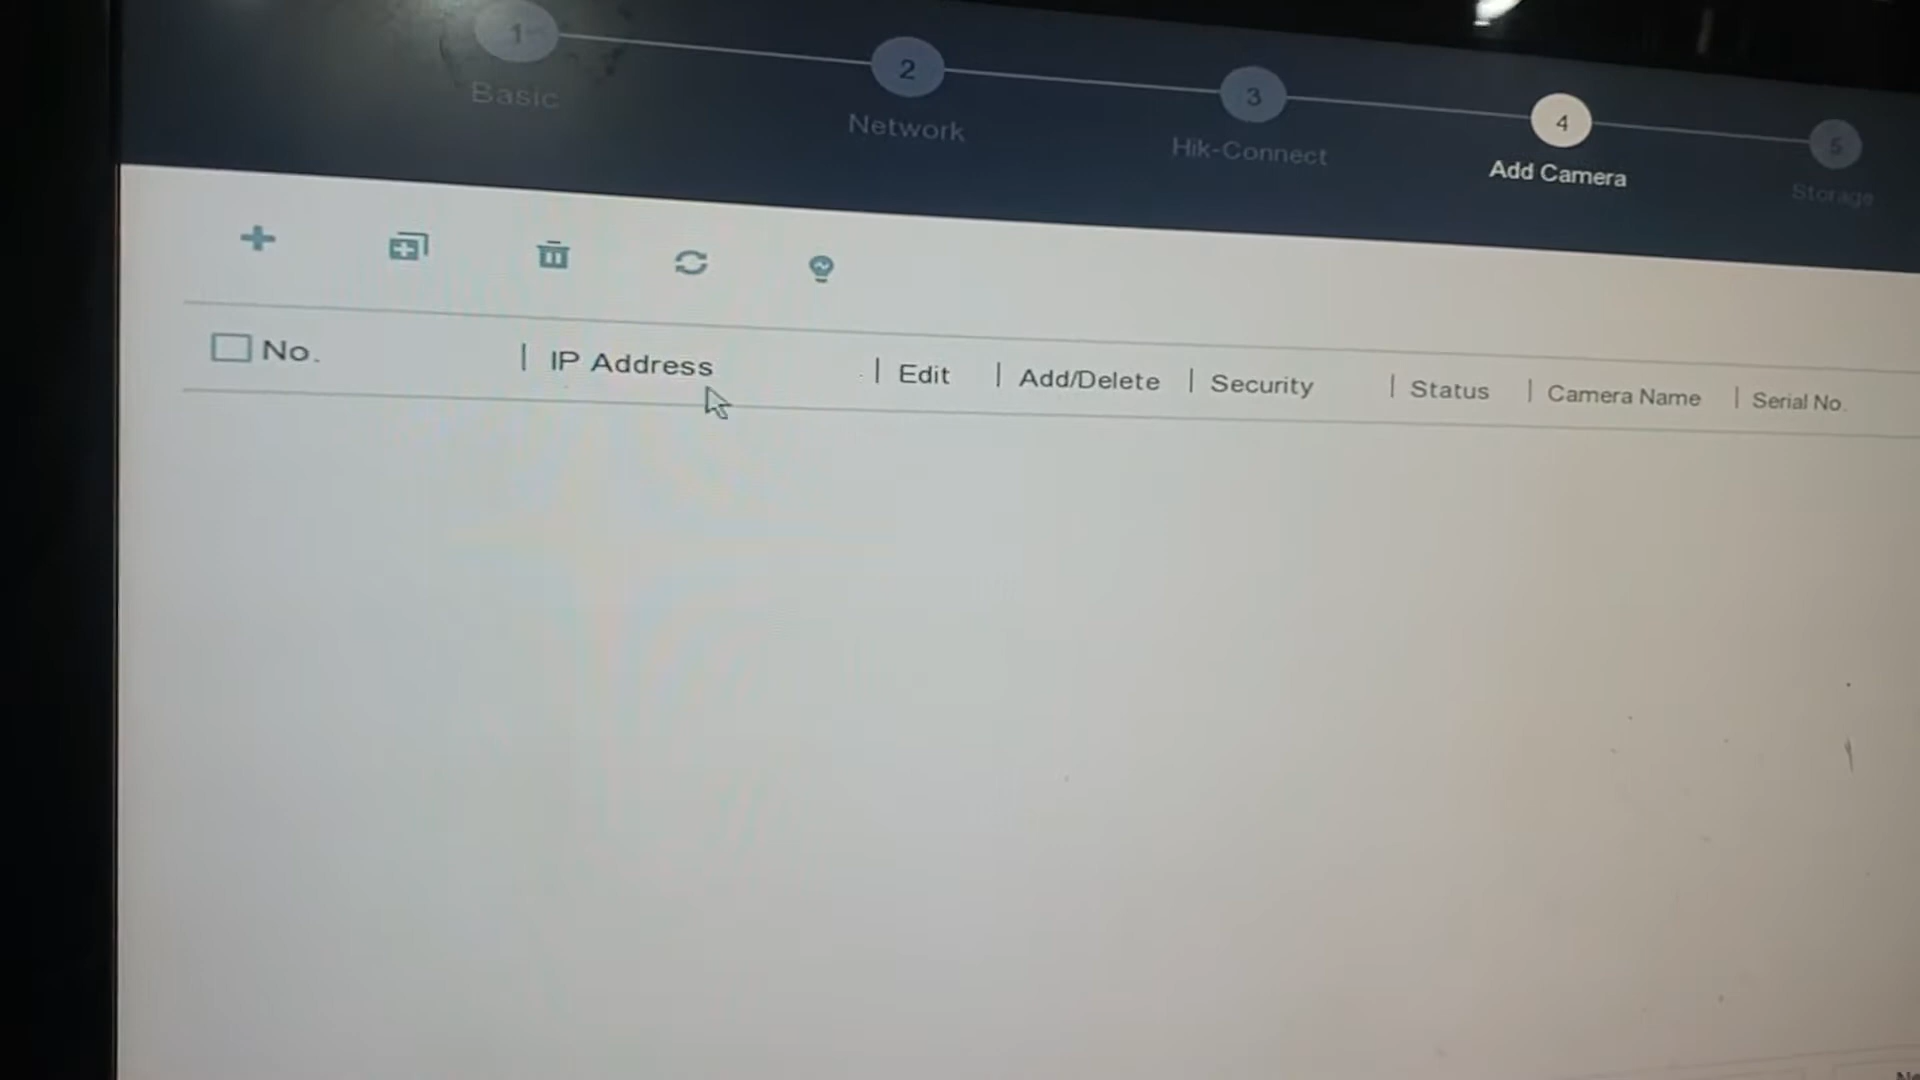 1 2 3 4 5
Basic Network Hik-Connect Add Camera Storage
No. | IP Address | Edit | Add/Delete | Security | Status | Camera Name | Serial No.